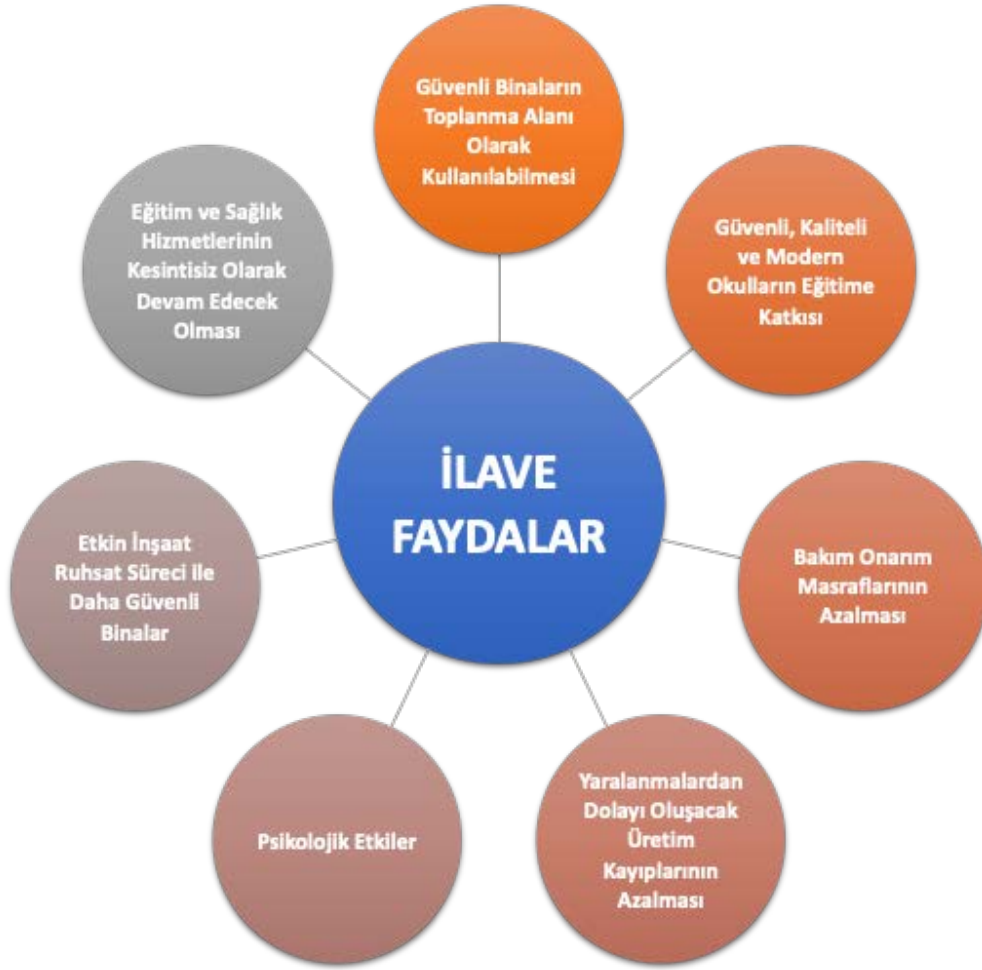 Güvenli Binaların
Toplanma Alanı
Olarak
Kullanılabilmesi
Güvenli, Kaliteli
ve Modern
Okulların Eğitime
Katkısı
Bakım Onarım
Masraflarının
Azalması
Yaralanmalardan
Dolayı Oluşacak
Üretim
Kayıplarının
Azalması
Psikolojik Etkiler
Etkin İnşaat
Ruhsat Süreci ile
Daha Güvenli
Binalar
Eğitim ve Sağlık
Hizmetlerinin
Kesintisiz Olarak
Devam Edecek
Olması
İLAVE
FAYDALAR